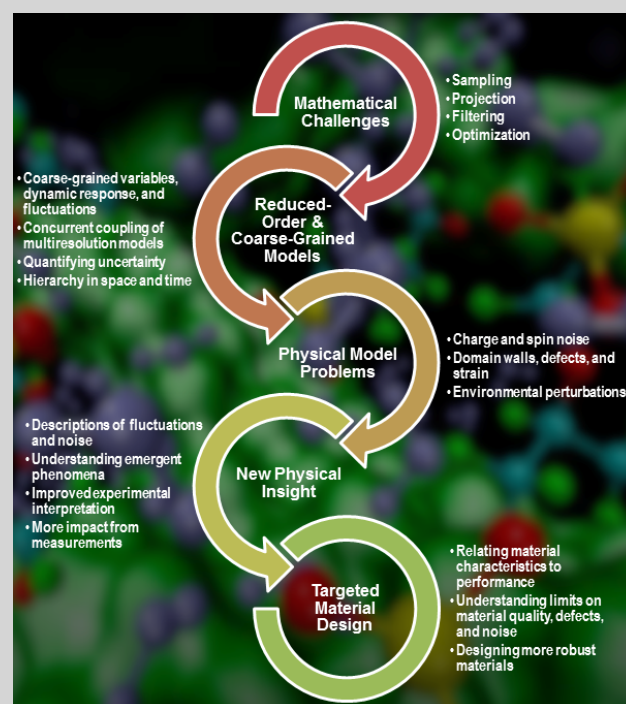 Mathematical
Challenges
• Sampling
• Projection
• Filtering
• Optimization
• Coarse-grained variables,
dynamic response, and
fluctuations
• Concurrent coupling of
multiresolution models
• Quantifying uncertainty
• Hierarchy in space and time
Reduced-
Order &
Coarse-Grained
Models
Physical Model
Problems
• Charge and spin noise
• Domain walls, defects, and
strain
• Environmental perturbations
• Descriptions of fluctuations
and noise
• Understanding emergent
phenomena
• Improved experimental
interpretation
• More impact from
measurements
New Physical
Insight
Targeted
Material
Design
• Relating material
characteristics to
performance
• Understanding limits on
material quality, defects,
and noise
• Designing more robust
materials